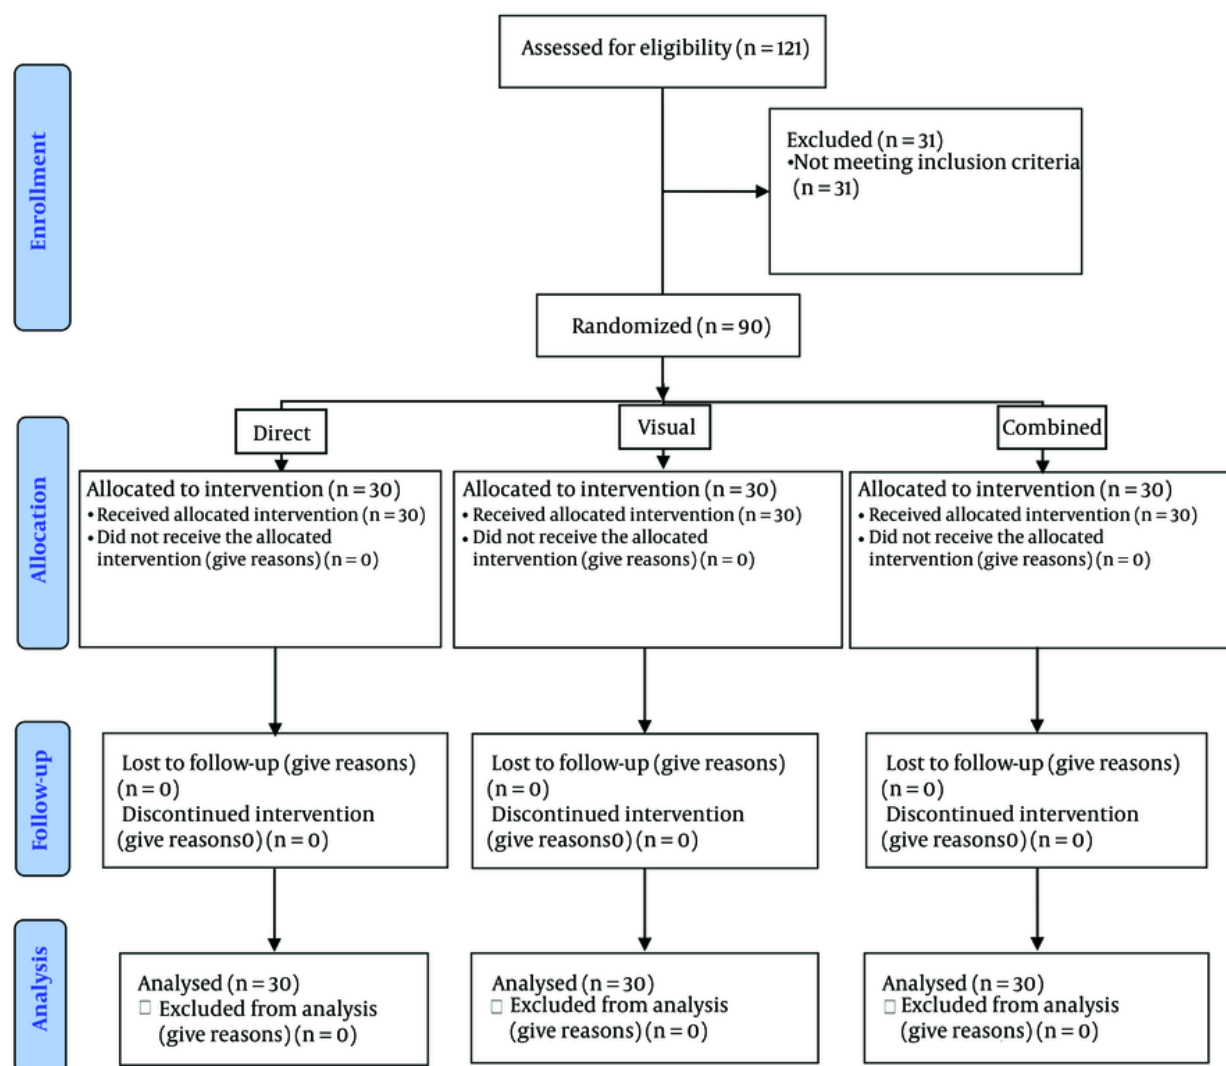 Assessed for eligibility (n = 121)
Enrollment
Excluded (n = 31)
•Not meeting inclusion criteria
(n = 31)
Randomized (n = 90)
Direct
Visual
Combined
Allocation
Allocated to intervention (n = 30)
• Received allocated intervention (n = 30)
• Did not receive the allocated
intervention (give reasons) (n = 0)
Allocated to intervention (n = 30)
• Received allocated intervention (n = 30)
• Did not receive the allocated
intervention (give reasons) (n = 0)
Allocated to intervention (n = 30)
• Received allocated intervention (n = 30)
• Did not receive the allocated
intervention (give reasons) (n = 0)
Follow-up
Lost to follow-up (give reasons)
(n = 0)
Discontinued intervention
(give reasons0) (n = 0)
Lost to follow-up (give reasons)
(n = 0)
Discontinued intervention
(give reasons0) (n = 0)
Lost to follow-up (give reasons)
(n = 0)
Discontinued intervention
(give reasons0) (n = 0)
Analysis
Analysed (n = 30)
□ Excluded from analysis
(give reasons) (n = 0)
Analysed (n = 30)
□ Excluded from analysis
(give reasons) (n = 0)
Analysed (n = 30)
□ Excluded from analysis
(give reasons) (n = 0)